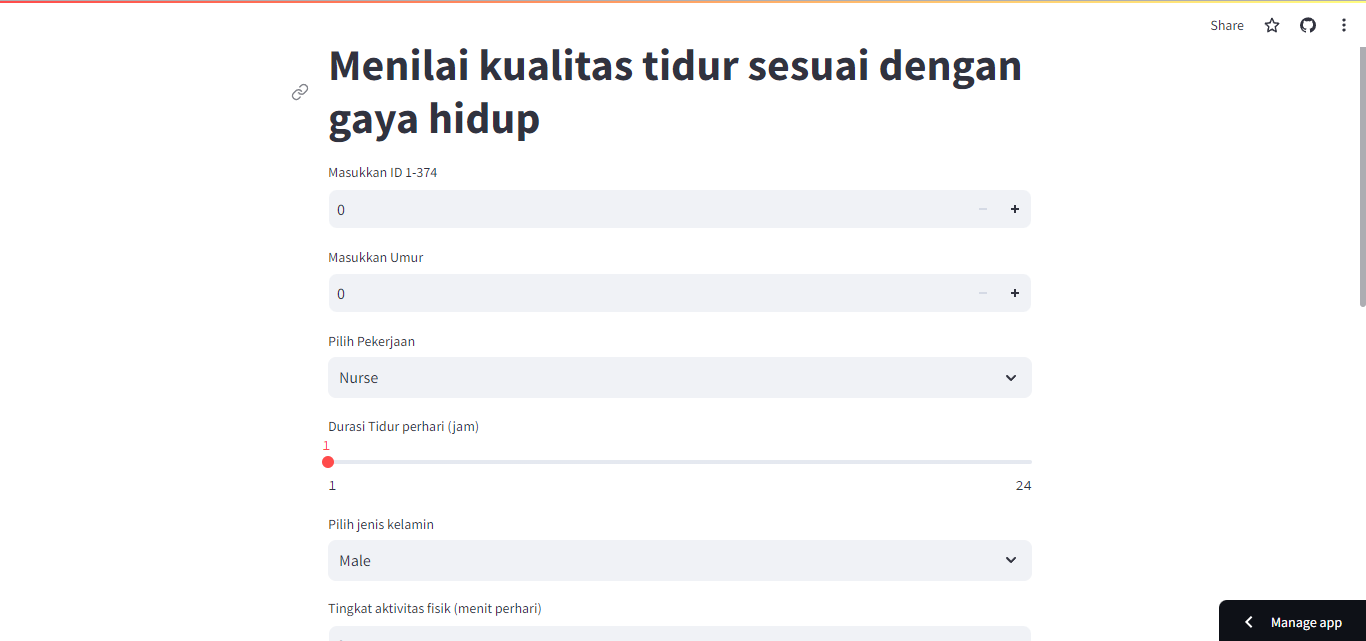 Share
Menilai kualitas tidur sesuai dengan
gaya hidup
Masukkan ID 1-374
0
Masukkan Umur
0
Pilih Pekerjaan
Nurse
Durasi Tidur perhari (jam)
1
1 24
Pilih jenis kelamin
Male
Tingkat aktivitas fisik (menit perhari)
Manage app